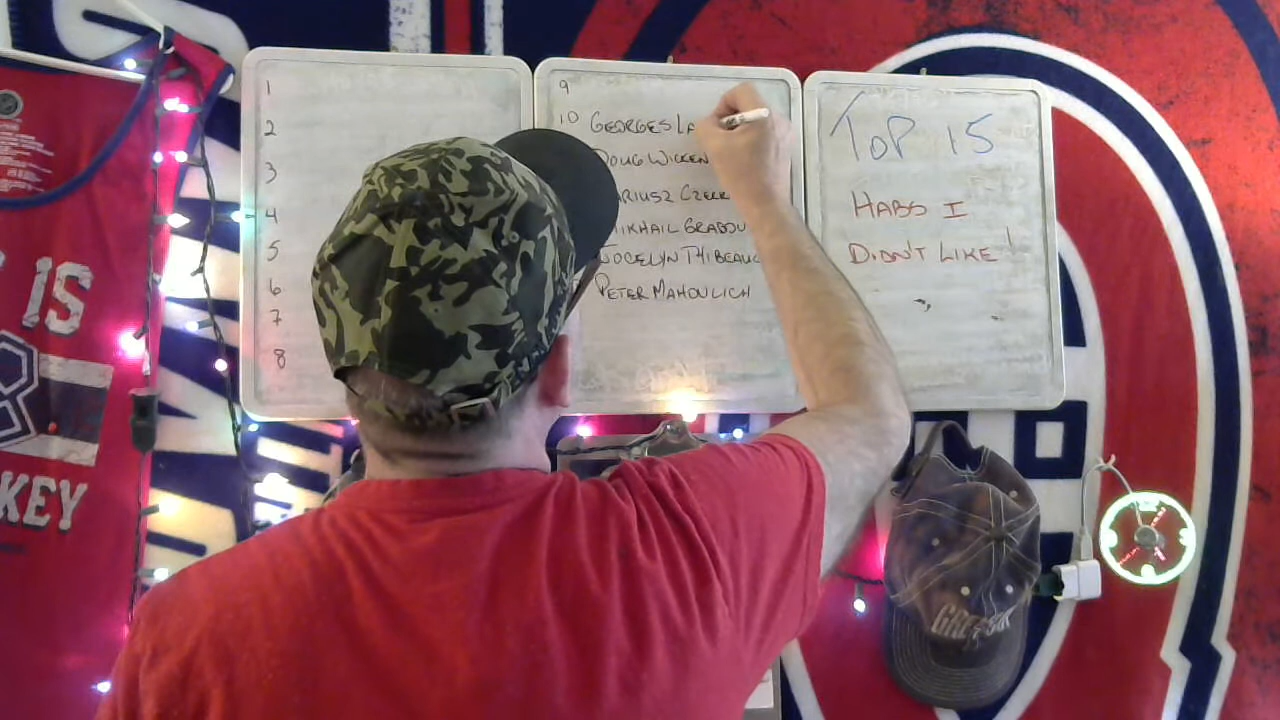 1
2
3
4
5
6
7
8
9
10 GEORGES LA
DOUG WICKEN
ARIUSZ CZERK
MIKHAIL GRABOV
JOCELYN THIBEAU
PETER MAHOVLICH
TOP 15
HABS I
DIDN'T LIKE!
15
KEY